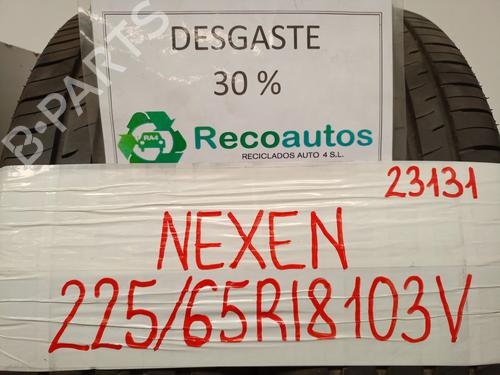 DESGASTE
30 %
RA4
Recoautos
RECICLADOS AUTO 4 S.L.
B-PARTS
23131
NEXEN
225/65R18103V